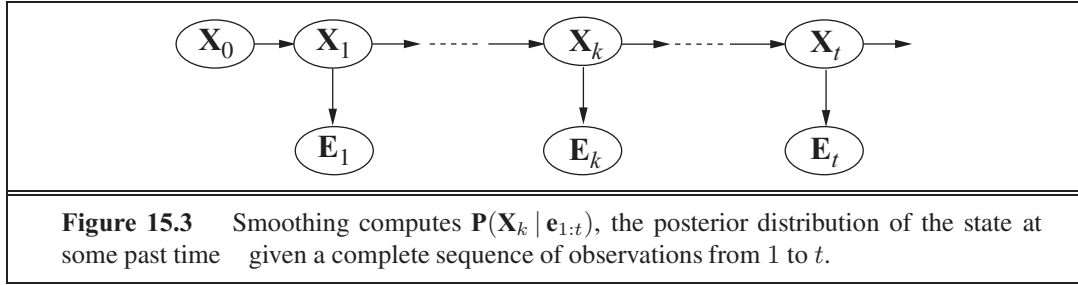 X0 X1 Xk Xt
E1 Ek Et
Figure 15.3 Smoothing computes P(Xk | e1:t), the posterior distribution of the state at
some past time given a complete sequence of observations from 1 to t.